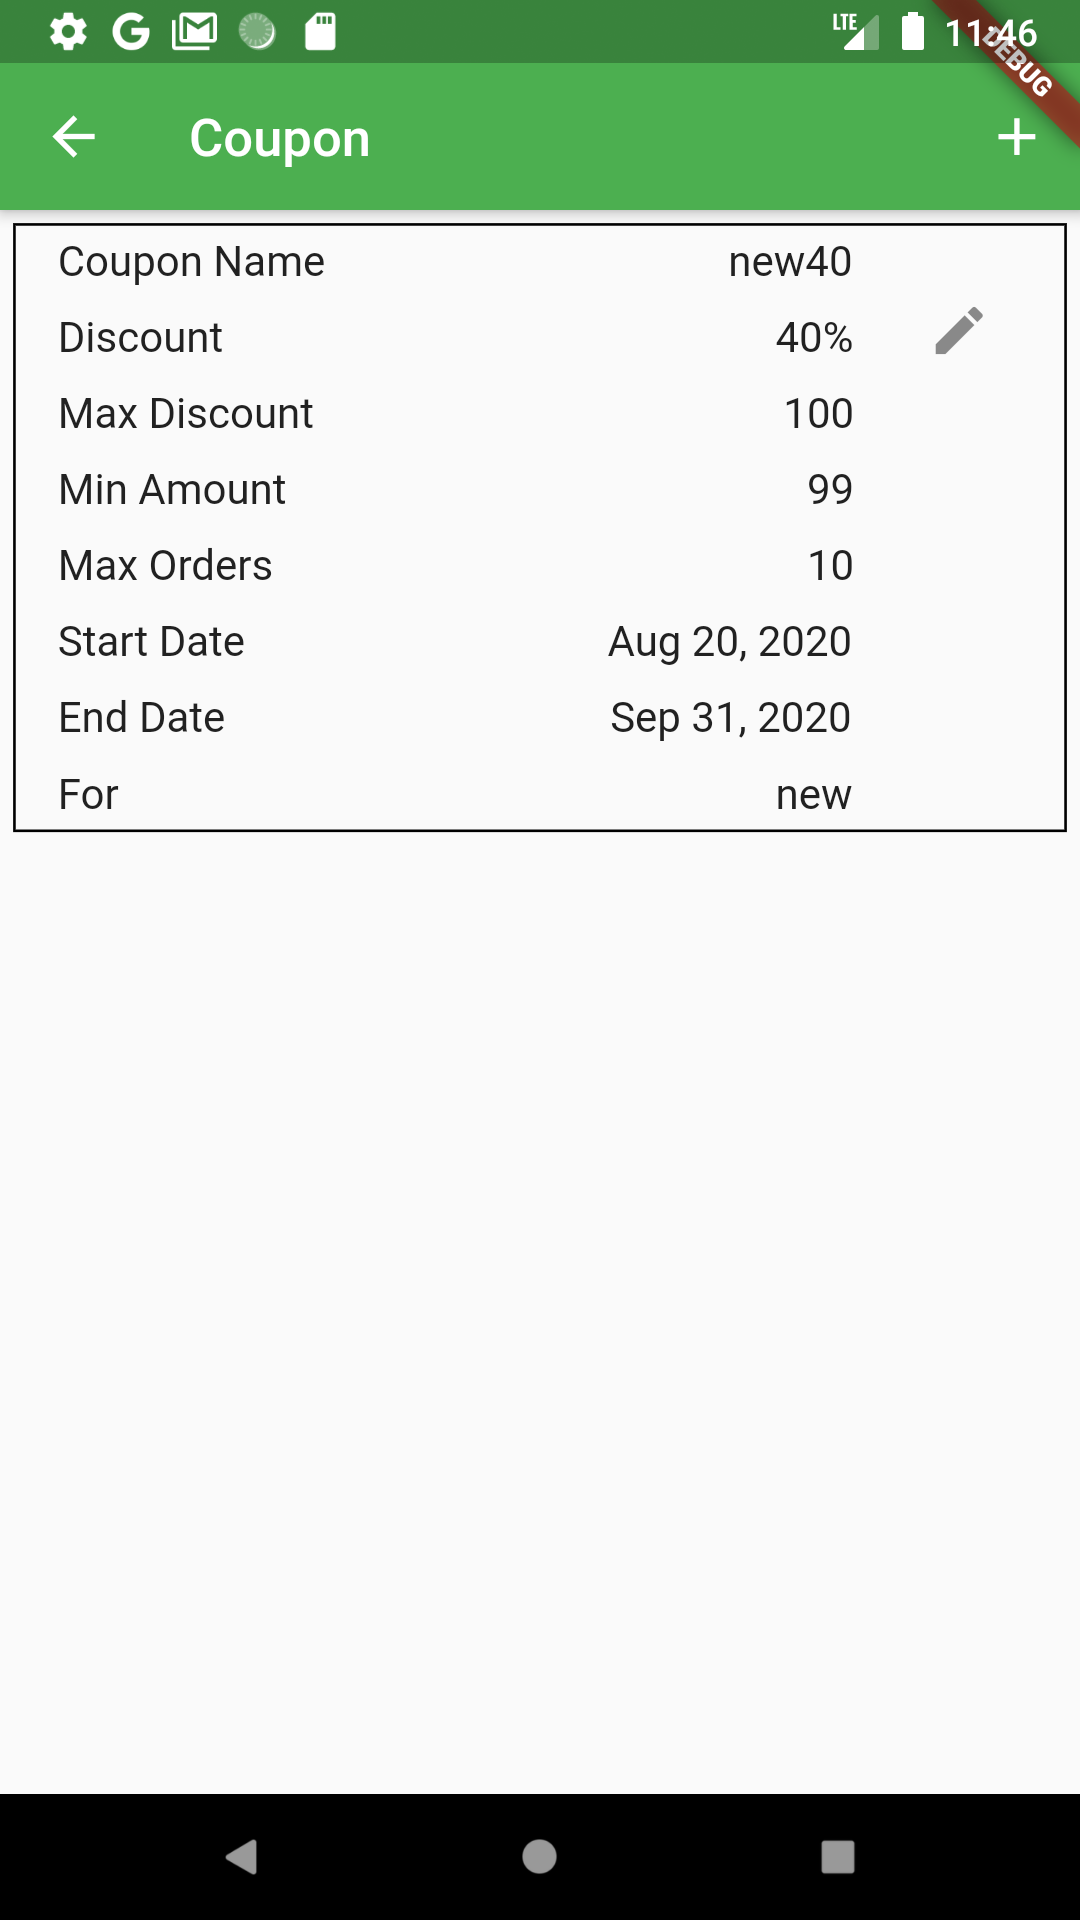 LTE 11:46
DEBUG
Coupon
Coupon Name new40
Discount 40%
Max Discount 100
Min Amount 99
Max Orders 10
Start Date Aug 20, 2020
End Date Sep 31, 2020
For new